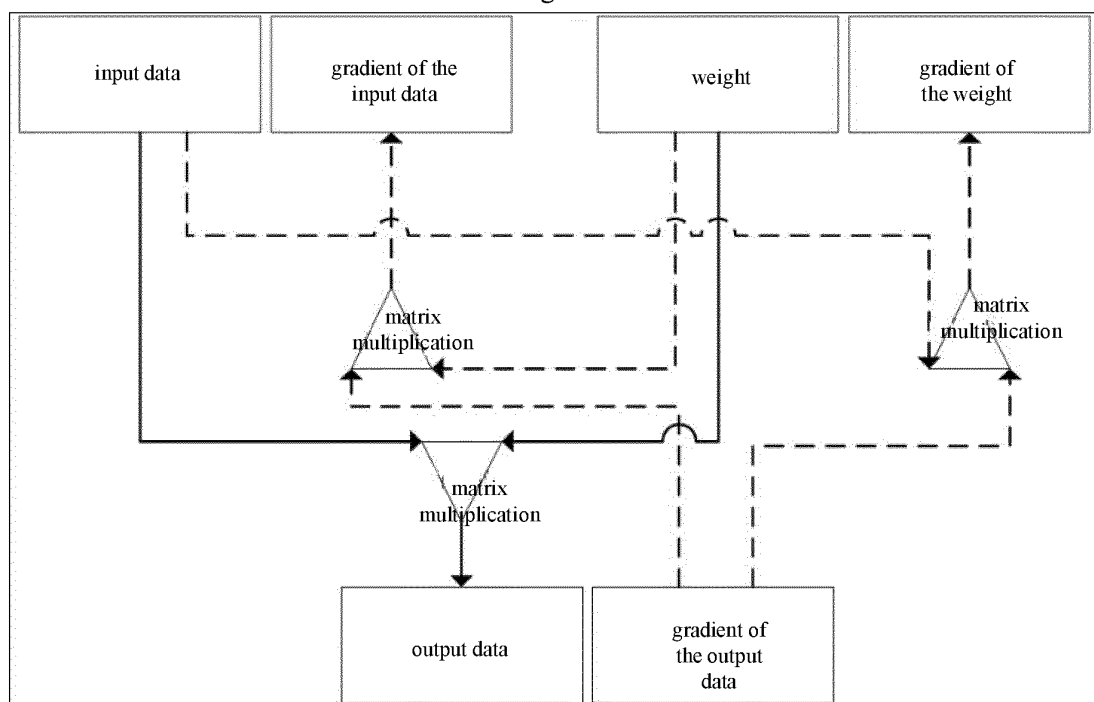 input data
gradient of the
input data
weight
gradient of
the weight
matrix
multiplication
matrix
multiplication
matrix
multiplication
output data
gradient of
the output
data